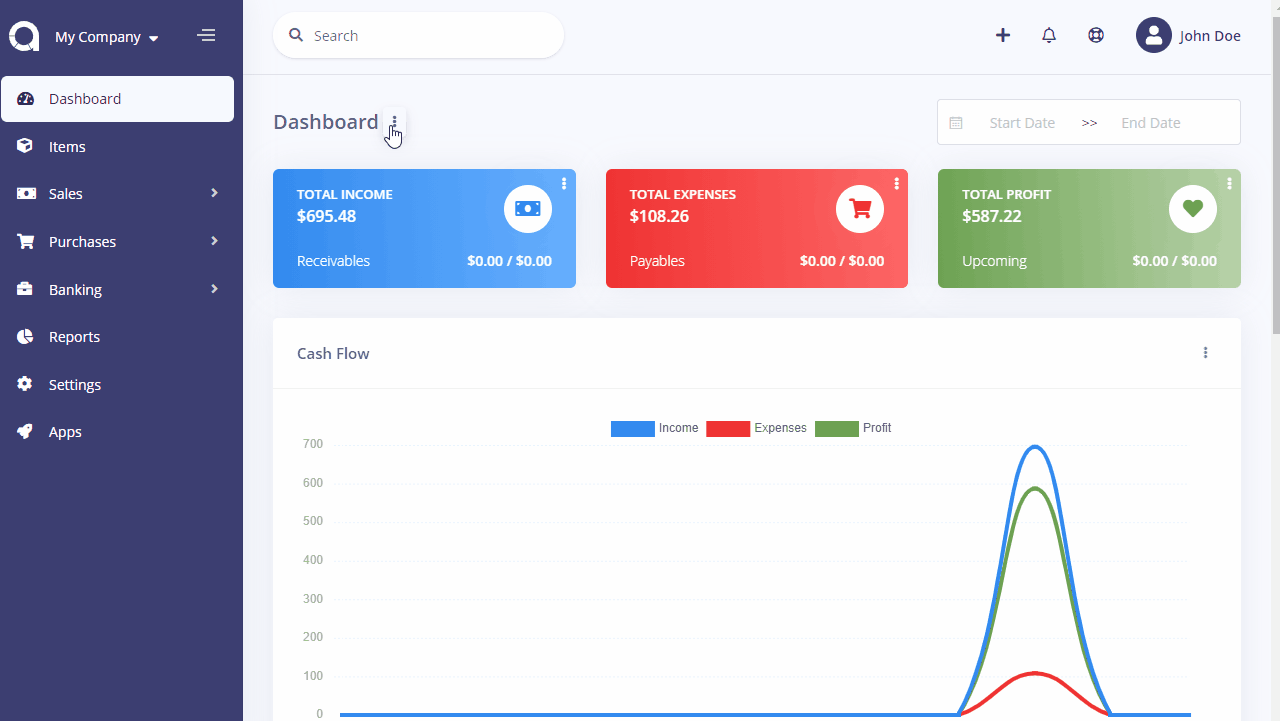 My Company
Search
John Doe
Dashboard
Items
Sales
Purchases
Banking
Reports
Settings
Apps
Dashboard
Start Date >> End Date
TOTAL INCOME
$695.48
Receivables $0.00 / $0.00
TOTAL EXPENSES
$108.26
Payables $0.00 / $0.00
TOTAL PROFIT
$587.22
Upcoming $0.00 / $0.00
Cash Flow
Income Expenses Profit
700
600
500
400
300
200
100
0